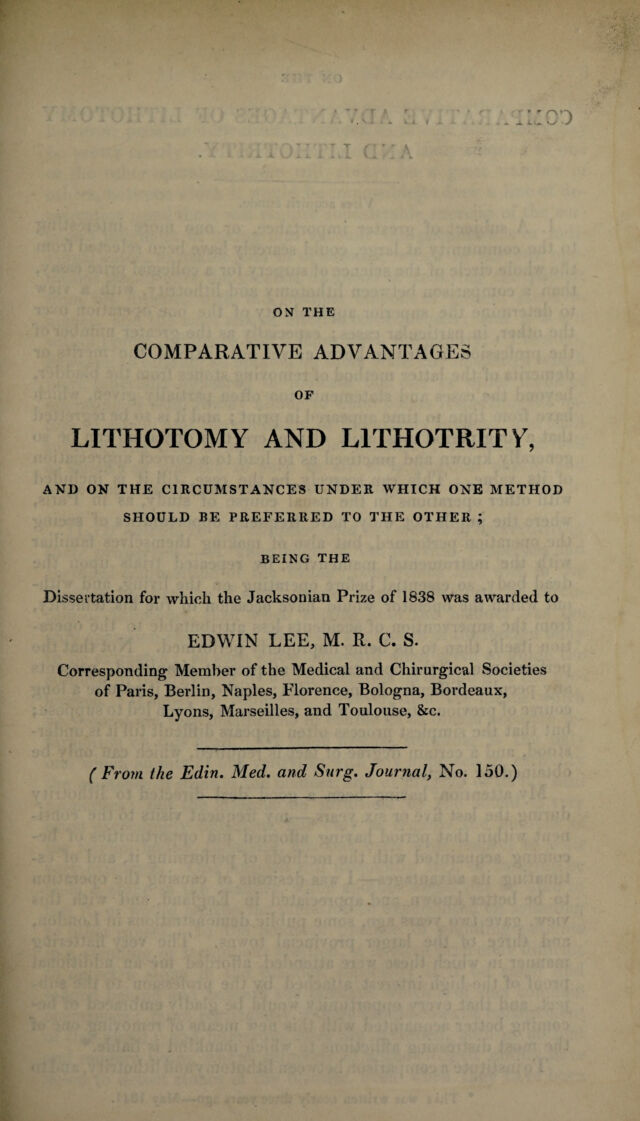 ON THE
COMPARATIVE ADVANTAGES
OF
LITHOTOMY AND LITHOTRITY,
AND ON THE CIRCUMSTANCES UNDER WHICH ONE METHOD
SHOULD BE PREFERRED TO THE OTHER ;
BEING THE
Dissertation for which the Jacksonian Prize of 1838 was awarded to
EDWIN LEE, M. R. C. S.
Corresponding Member of the Medical and Chirurgical Societies
of Paris, Berlin, Naples, Florence, Bologna, Bordeaux,
Lyons, Marseilles, and Toulouse, &c.
(From the Edin. Med. and Surg. Journal, No. 150.)